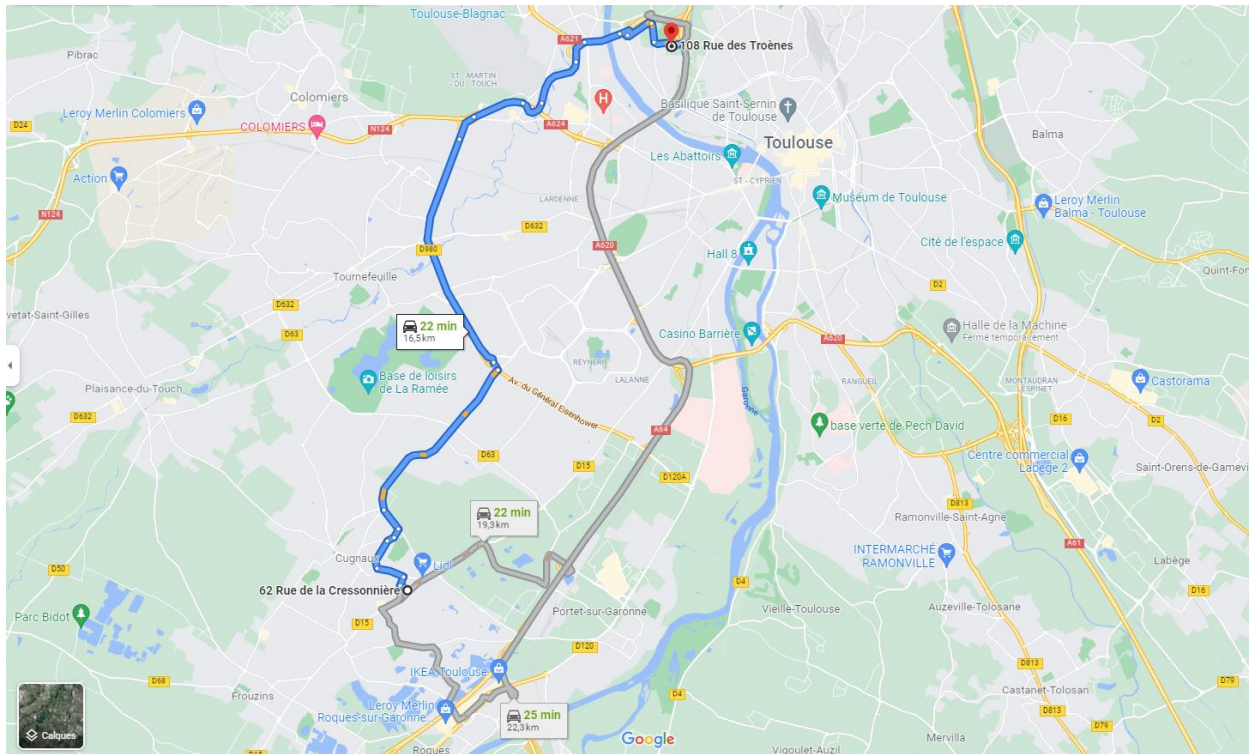 Toulouse-Blagnac
A621
108 Rue des Troènes
Pibrac
ST - MARTIN
-DU - TOUCH
Colomiers
Leroy Merlin Colomiers
Basilique Saint-Sernin
de Toulouse
H
D24
COLOMIERS
N124
A624
Balma
Toulouse
Les Abattoirs
Action
ST - CYPRIEN
Muséum de Toulouse
Leroy Merlin
Balma - Toulouse
LARDENNE
N124
D632
Cité de l'espace
D980
A620
Hall 8
Tournefeuille
Quint-Fon
D2
D632
vetat-Saint-Gilles
22 min
16,5 km
D63
Casino Barrière
A620
Halle de la Machine
Fermé temporairement
REYNERIE
LALANNE
Base de loisirs
de La Ramée
Av. du Général Eisenhower
RANGUEIL
MONTAUDRAN
LESPINET
Castorama
Plaisance-du-Touch
Garonne
D632
base verte de Pech David
D16
D2
A64
D63
D15
Centre commercial
Labège 2
Saint-Orens-de-Gamevi
D120A
D813
22 min
19,3 km
Ramonville-Saint-Agne
A61
Cugnaux
Lidl
INTERMARCHÉ
RAMONVILLE
Labège
D50
D4
62 Rue de la Cressonnière
D16
Portet-sur-Garonne
Vieille-Toulouse
Auzeville-Tolosane
Parc Bidot
D15
D120
D813
IKEA Toulouse
D68
D79
Frouzins
D4
Castanet-Tolosan
Leroy Merlin
Roques-sur-Garonne...
25 min
22,3 km
D813
D79
Calques
Google
Mervilla
Roques
Vigoulet-Auzil
D15